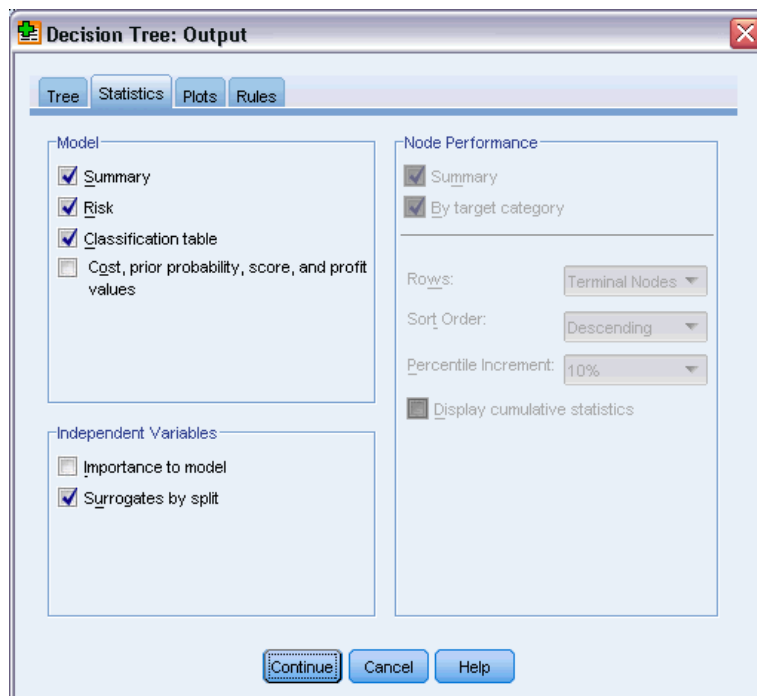 Decision Tree: Output
Tree
Statistics
Plots
Rules
Model
Summary
Risk
Classification table
Cost, prior probability, score, and profit
values
Independent Variables
Importance to model
Surrogates by split
Node Performance
Summary
By target category
Rows:
Terminal Nodes
Sort Order:
Descending
Percentile Increment:
10%
Display cumulative statistics
Continue
Cancel
Help